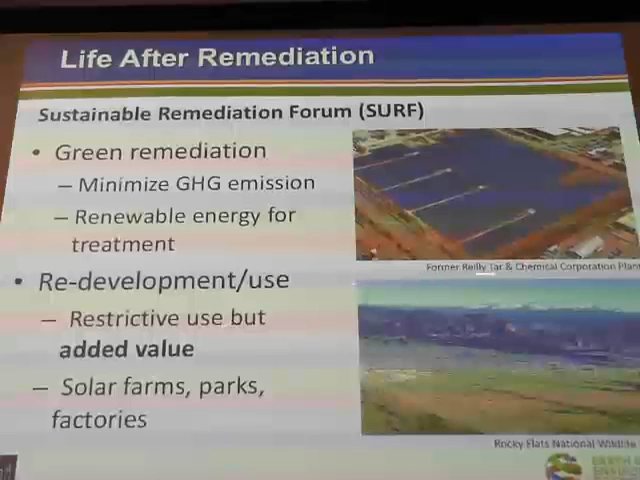 Life After Remediation
Sustainable Remediation Forum (SURF)
• Green remediation
– Minimize GHG emission
– Renewable energy for
treatment
• Re-development/use
– Restrictive use but
added value
– Solar farms, parks,
factories
Former Reilly Tar & Chemical Corporation Plant
Rocky Flats National Wildlife